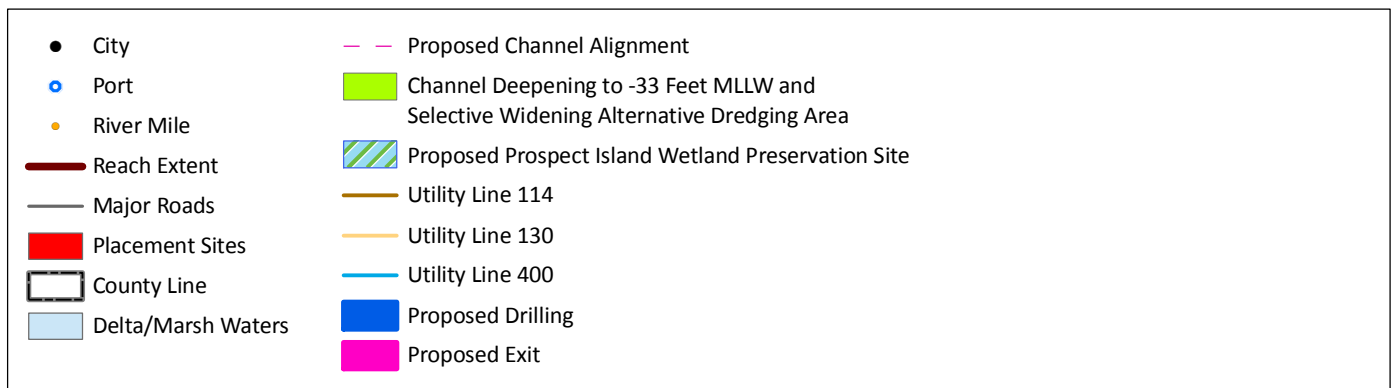 City
Port
River Mile
Reach Extent
Major Roads
Placement Sites
County Line
Delta/Marsh Waters
Proposed Channel Alignment
Channel Deepening to -33 Feet MLLW and
Selective Widening Alternative Dredging Area
Proposed Prospect Island Wetland Preservation Site
Utility Line 114
Utility Line 130
Utility Line 400
Proposed Drilling
Proposed Exit